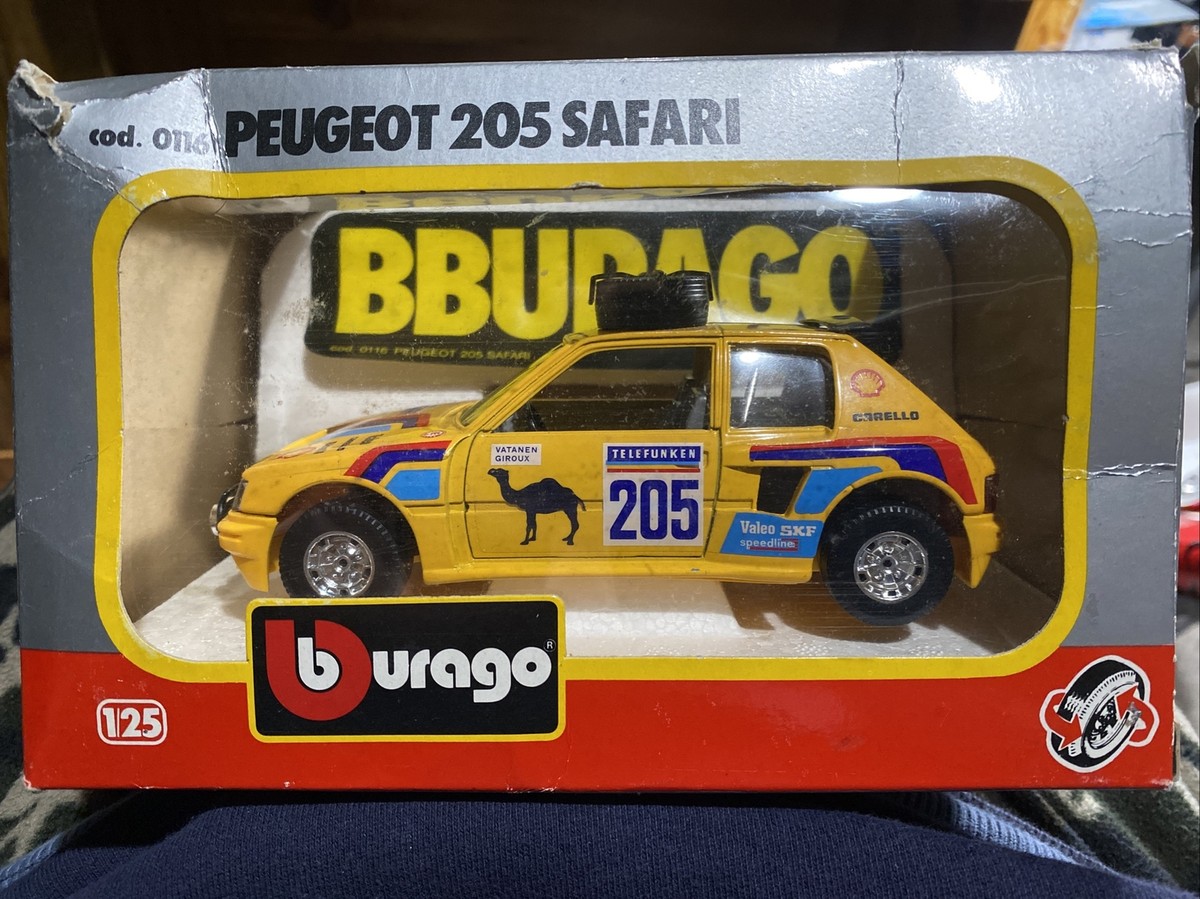 cod. 0116 PEUGEOT 205 SAFARI
BBURAGO
cod. 0116 PEUGEOT 205 SAFARI
CARELLO
VATANEN
GIROUX
TELEFUNKEN
205
Valeo SKF
speedline
burago®
1/25